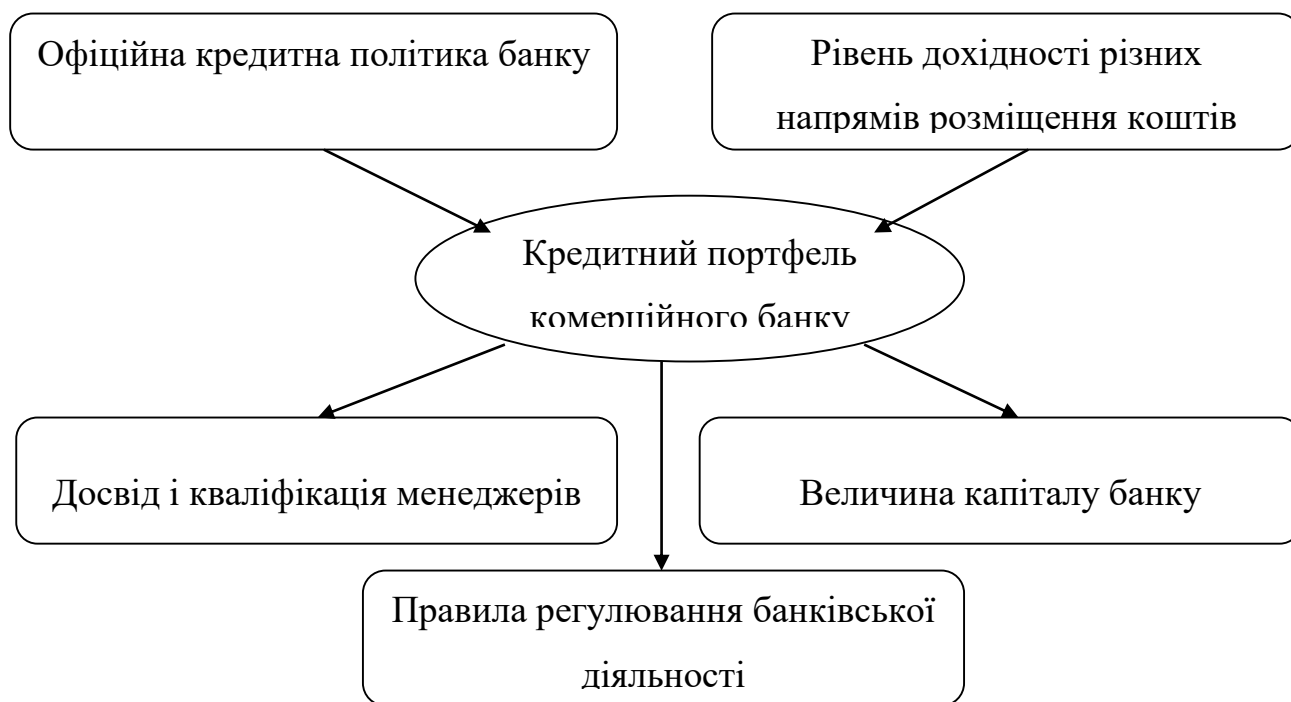 Офіційна кредитна політика банку
Рівень дохідності різних
напрямів розміщення коштів
Кредитний портфель
комерційного банку
Досвід і кваліфікація менеджерів
Величина капіталу банку
Правила регулювання банківської
діяльності